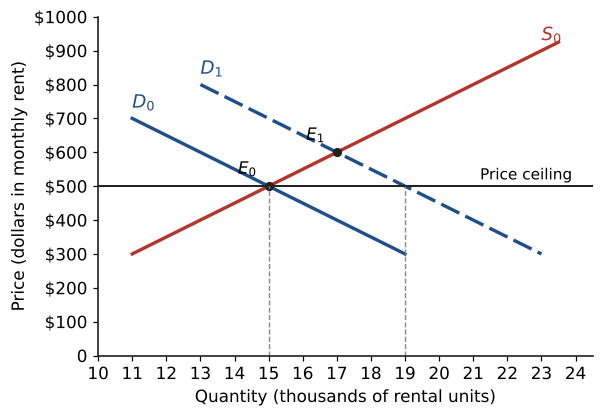 $1000
$900
$800
$700
$600
$500
$400
$300
$200
$100
0
Price (dollars in monthly rent)
S0
D1
D0
E1
E0
Price ceiling
10 11 12 13 14 15 16 17 18 19 20 21 22 23 24
Quantity (thousands of rental units)